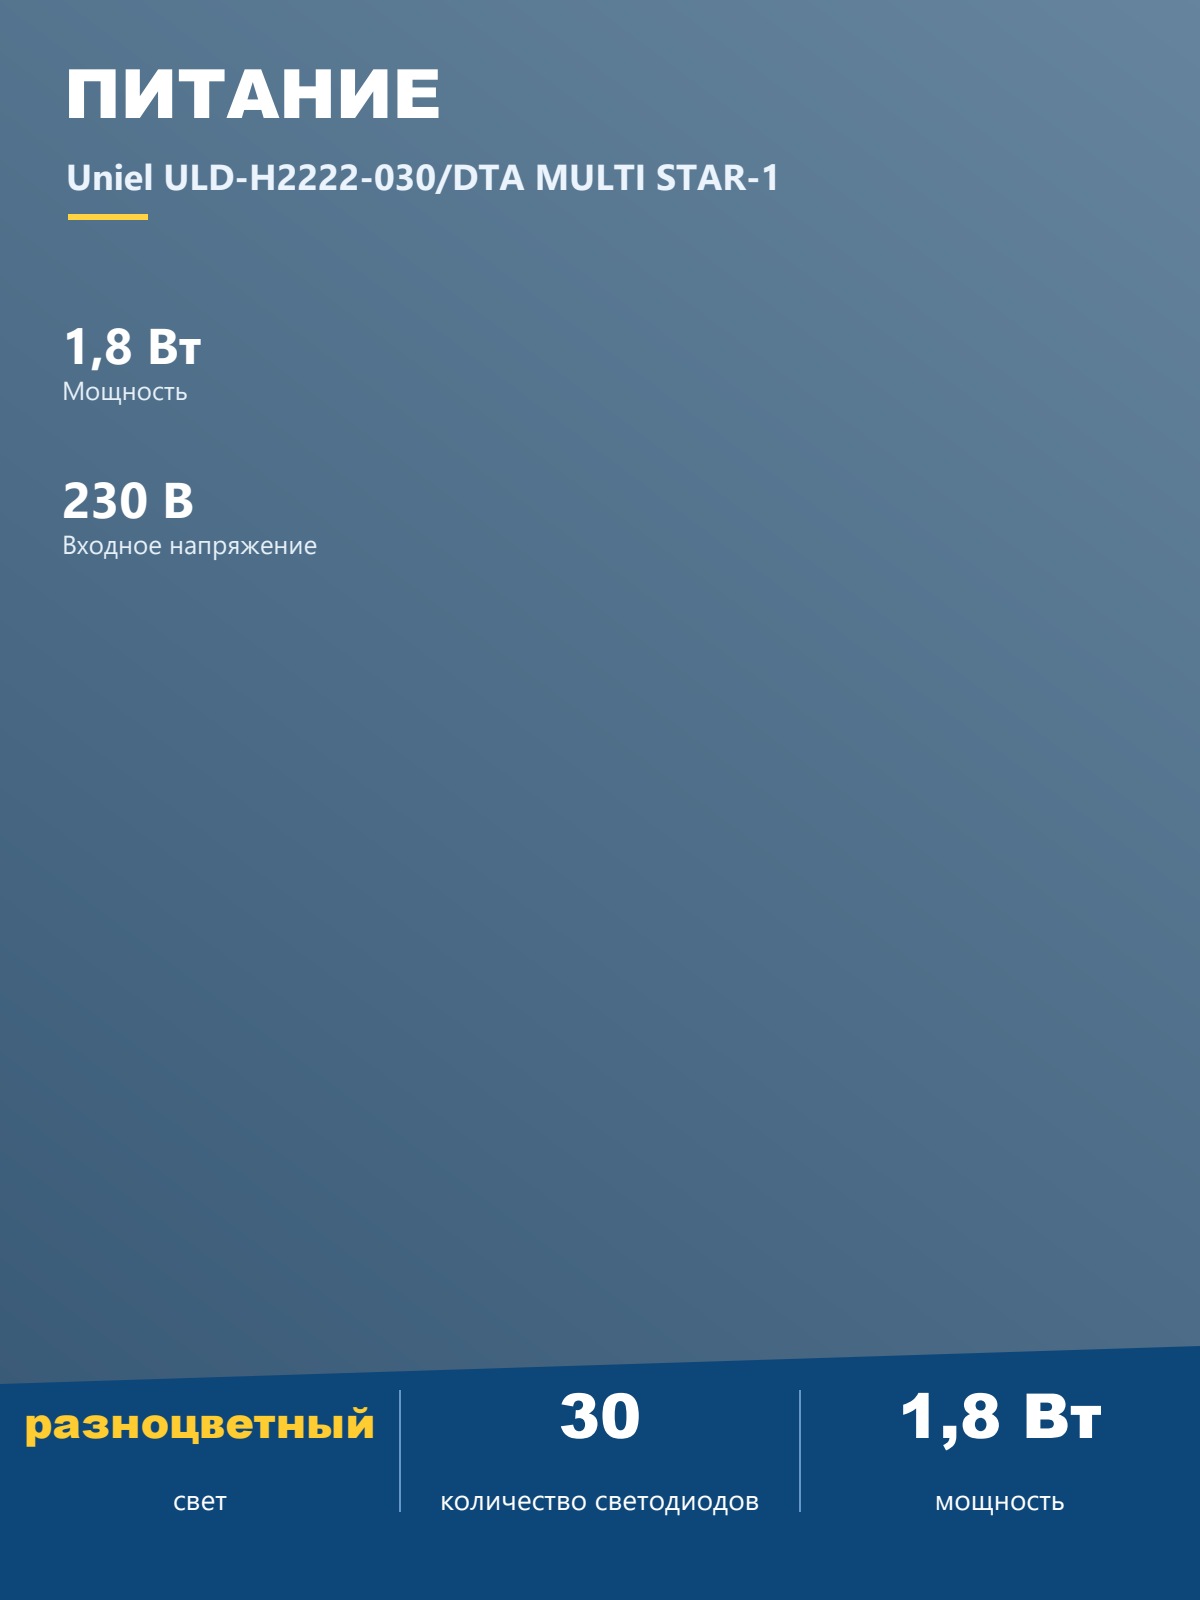 ПИТАНИЕ
Uniel ULD-H2222-030/DTA MULTI STAR-1
1,8 Вт
Мощность
230 В
Входное напряжение
разноцветный
свет
30
количество светодиодов
1,8 Вт
мощность